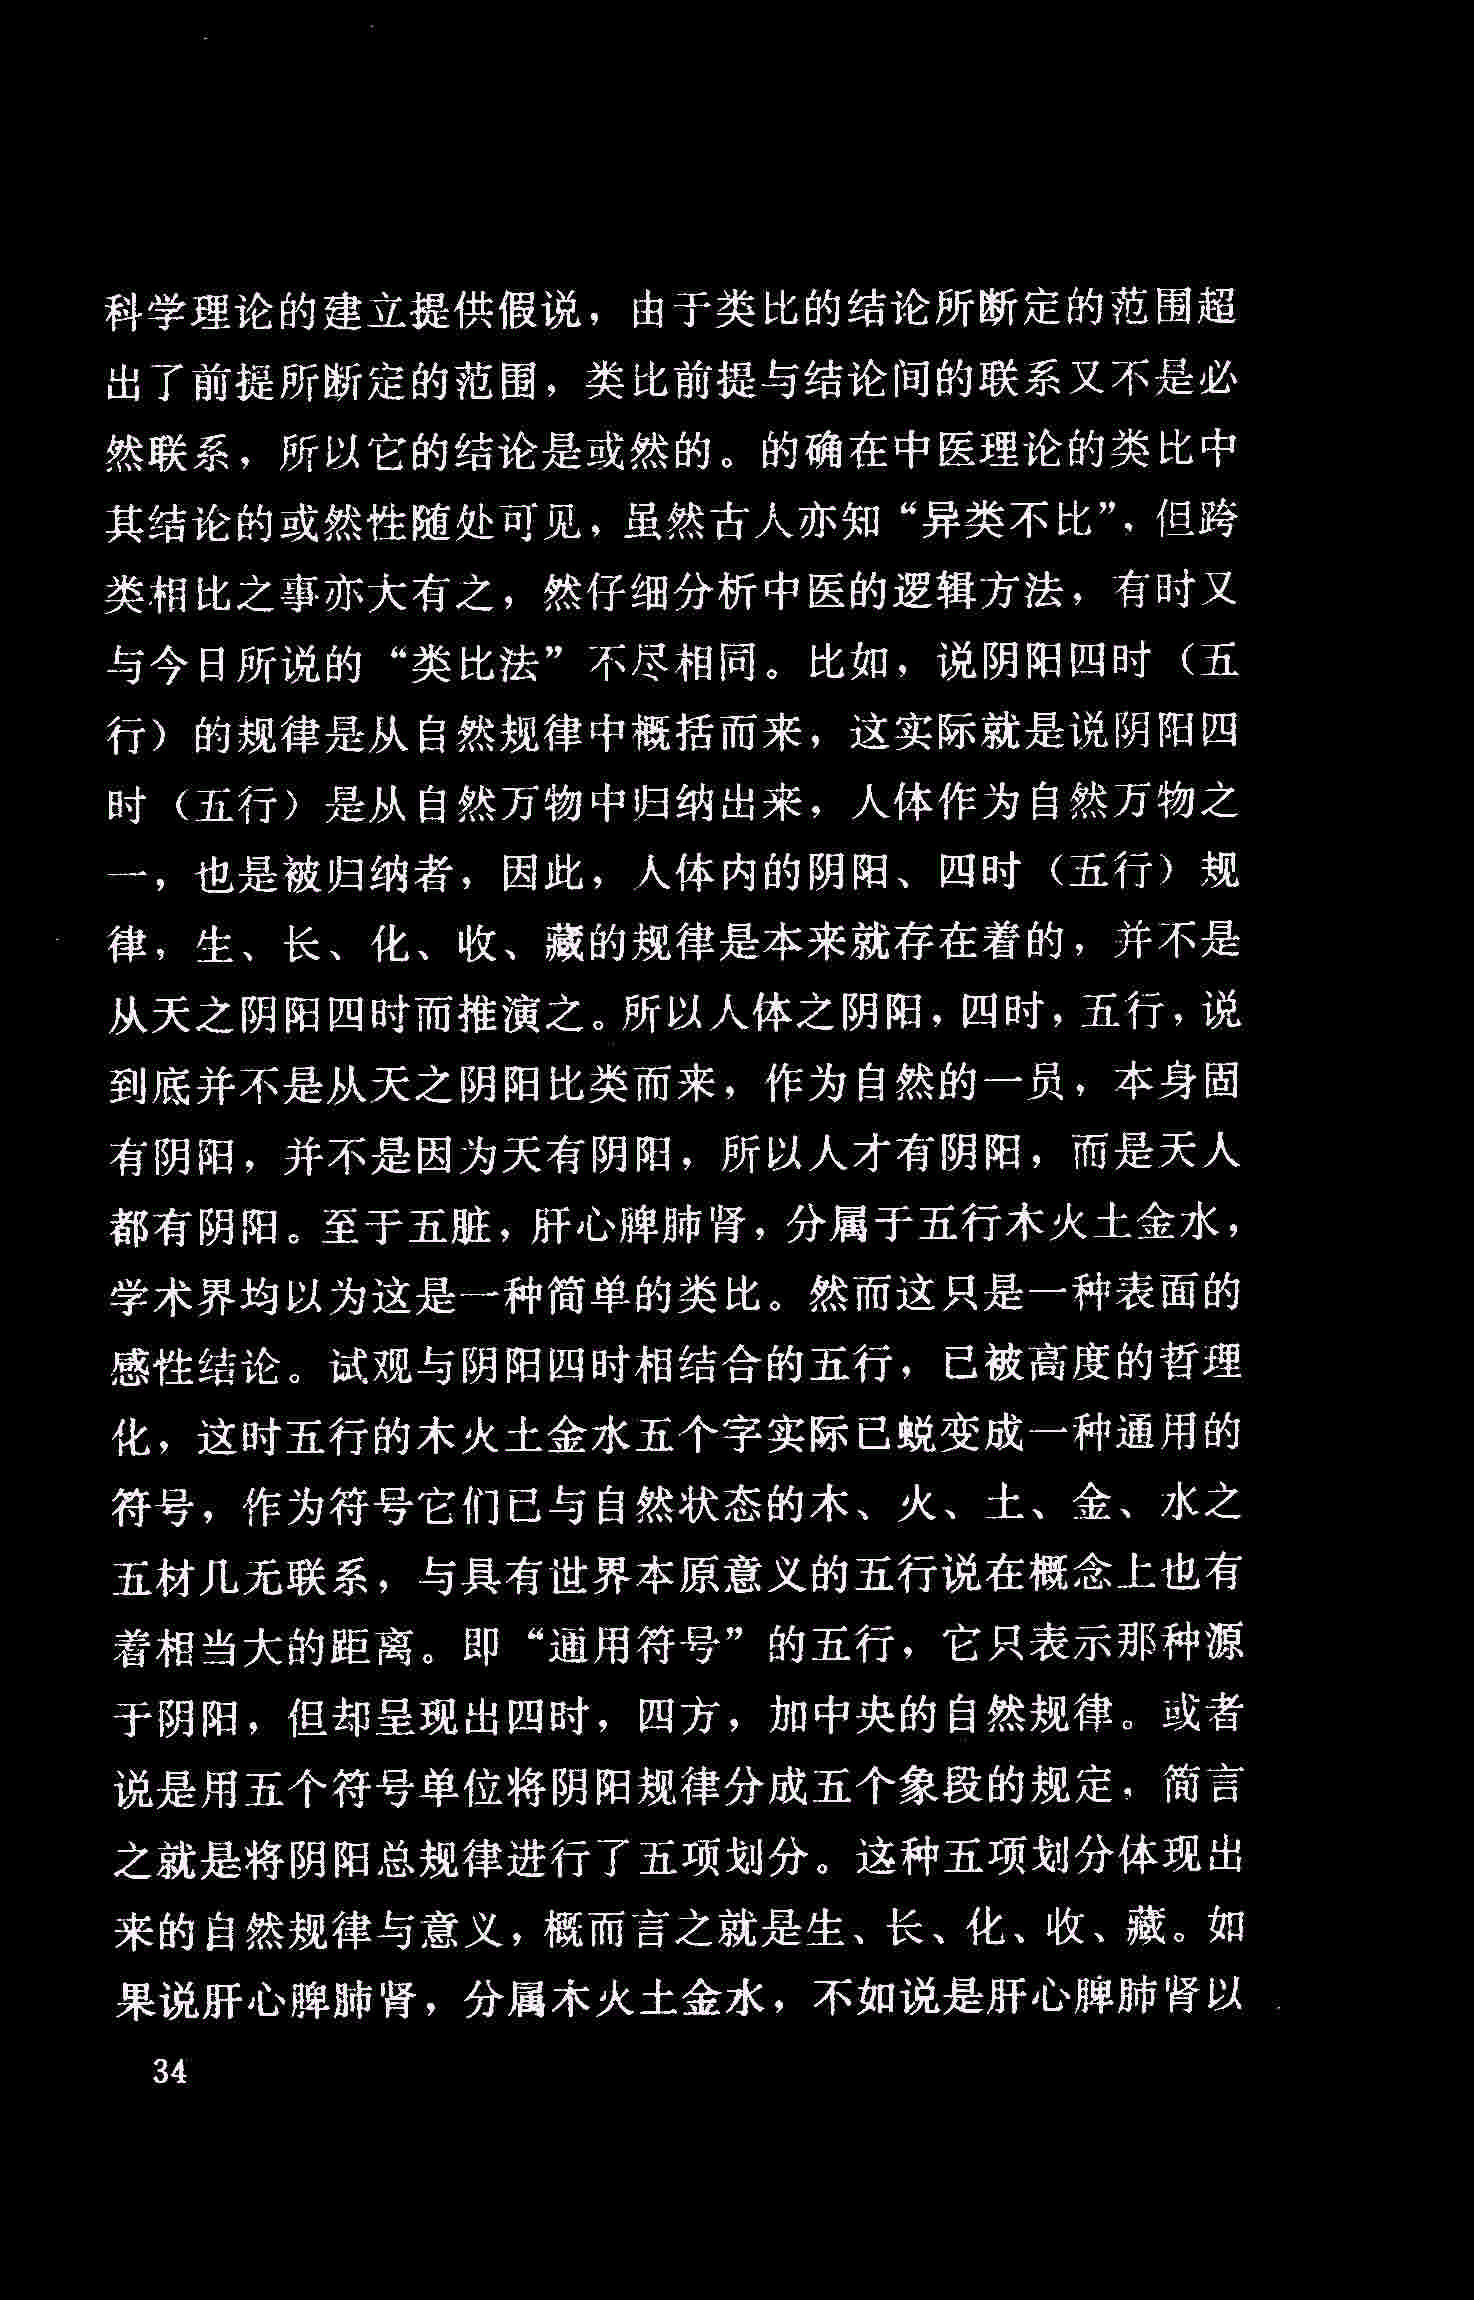 科学理论的建立提供假说，由于类比的结论所断定的范围超
出了前提所断定的范围，类比前提与结论间的联系又不是必
然联系，所以它的结论是或然的。的确在中医理论的类比中
其结论的或然性随处可见，虽然古人亦知“异类不比”，但跨
类相比之事亦大有之，然仔细分析中医的逻辑方法，有时又
与今日所说的“类比法”不尽相同。比如，说阴阳四时（五
行）的规律是从自然规律中概括而来，这实际就是说阴阳四
时（五行）是从自然万物中归纳出来，人体作为自然万物之
一，也是被归纳者，因此，人体内的阴阳、四时（五行）规
律，生、长、化、收、藏的规律是本来就存在着的，并不是
从天之阴阳四时而推演之。所以人体之阴阳，四时，五行，说
到底并不是从天之阴阳比类而来，作为自然的一员，本身固
有阴阳，并不是因为天有阴阳，所以人才有阴阳，而是天人
都有阴阳。至于五脏，肝心脾肺肾，分属于五行木火土金水，
学术界均以为这是一种简单的类比。然而这只是一种表面的
感性结论。试观与阴阳四时相结合的五行，已被高度的哲理
化，这时五行的木火土金水五个字实际已蜕变成一种通用的
符号，作为符号它们已与自然状态的木、火、土、金、水之
五材几无联系，与具有世界本原意义的五行说在概念上也有
着相当大的距离。即“通用符号”的五行，它只表示那种源
于阴阳，但却呈现出四时，四方，加中央的自然规律。或者
说是用五个符号单位将阴阳规律分成五个象段的规定，简言
之就是将阴阳总规律进行了五项划分。这种五项划分体现出
来的自然规律与意义，概而言之就是生、长、化、收、藏。如
果说肝心脾肺肾，分属木火土金水，不如说是肝心脾肺肾以
34